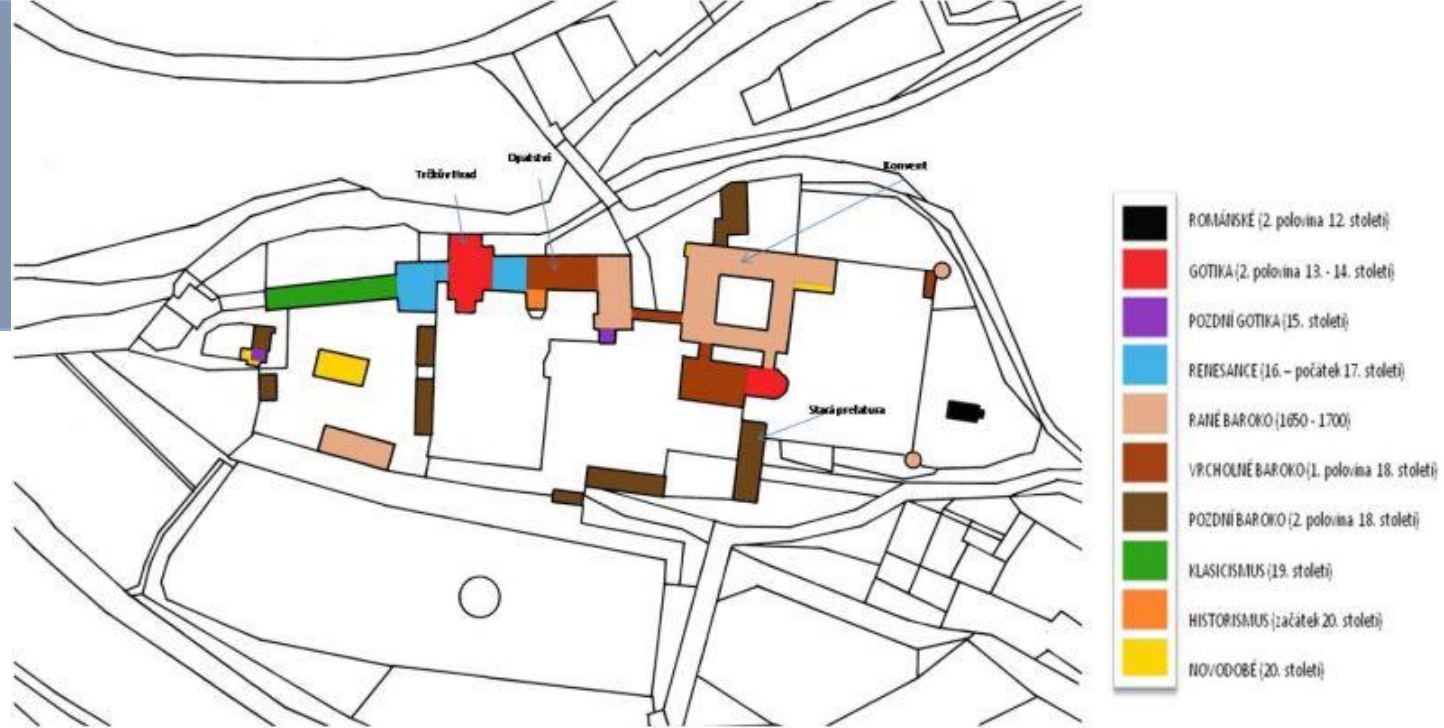 Trčkův Hrad
Opatství
Konvent
Stará prelatura
ROMÁNSKÉ (2. polovina 12. století)
GOTIKA (2. polovina 13. - 14. století)
POZDNÍ GOTIKA (15. století)
RENESANCE (16. – počátek 17. století)
RANÉ BAROKO (1650 - 1700)
VRCHOLNÉ BAROKO (1. polovina 18. století)
POZDNÍ BAROKO (2. polovina 18. století)
KLASICISMUS (19. století)
HISTORISMUS (začátek 20. století)
NOVODOBÉ (20. století)